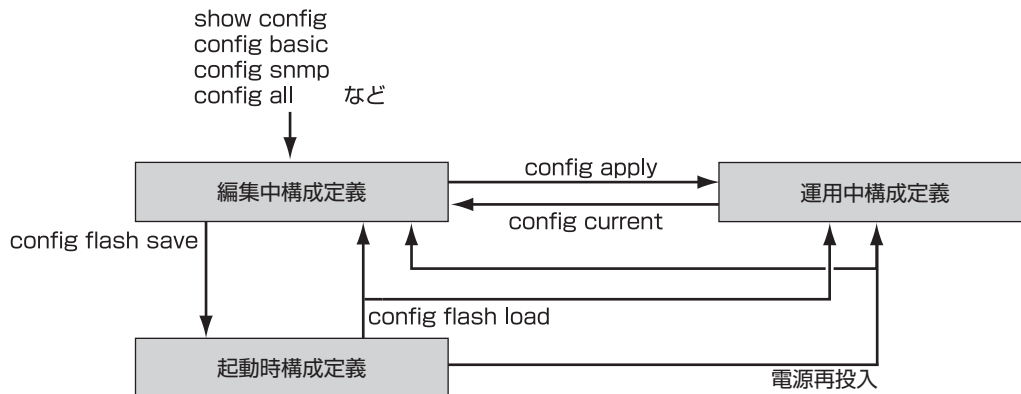 show config
config basic
config snmp
config all など
編集中構成定義
config apply
運用中構成定義
config current
config flash save
config flash load
起動時構成定義
電源再投入